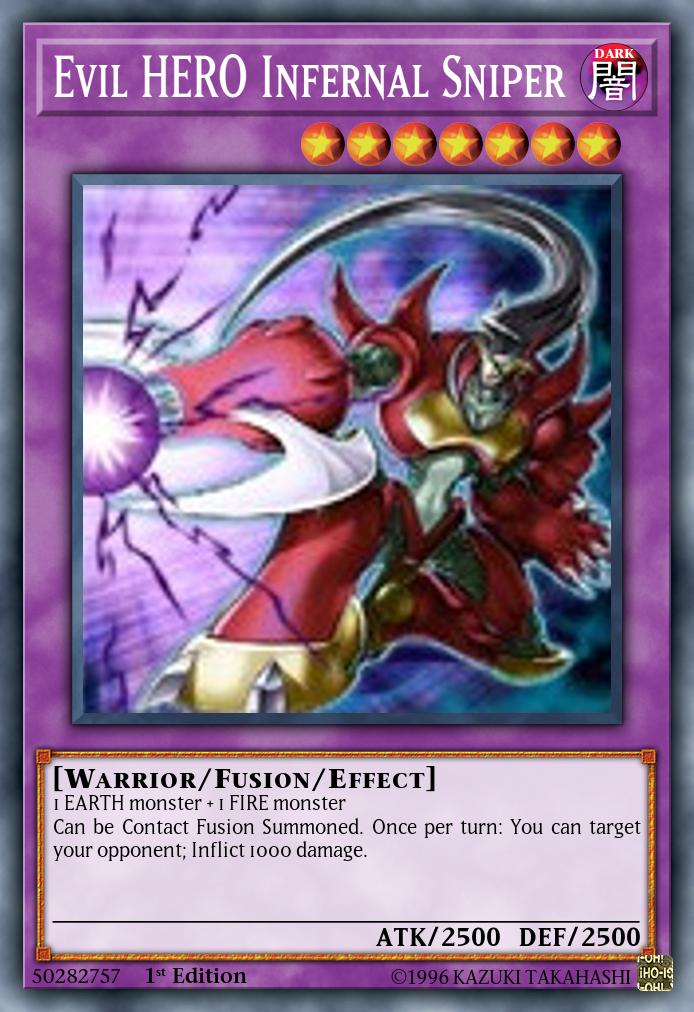 Evil HERO Infernal Sniper
DARK
闇
[Warrior/Fusion/Effect]
1 EARTH monster + 1 FIRE monster
Can be Contact Fusion Summoned. Once per turn: You can target
your opponent; Inflict 1000 damage.
ATK/2500 DEF/2500
50282757 1st Edition ©1996 KAZUKI TAKAHASHI